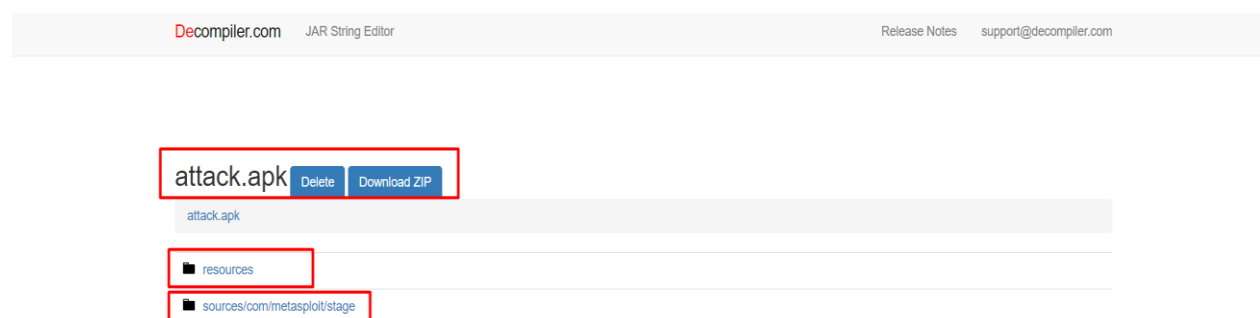 Decompiler.com JAR String Editor Release Notes support@decompiler.com
attack.apk Delete Download ZIP
attack.apk
resources
sources/com/metasploit/stage